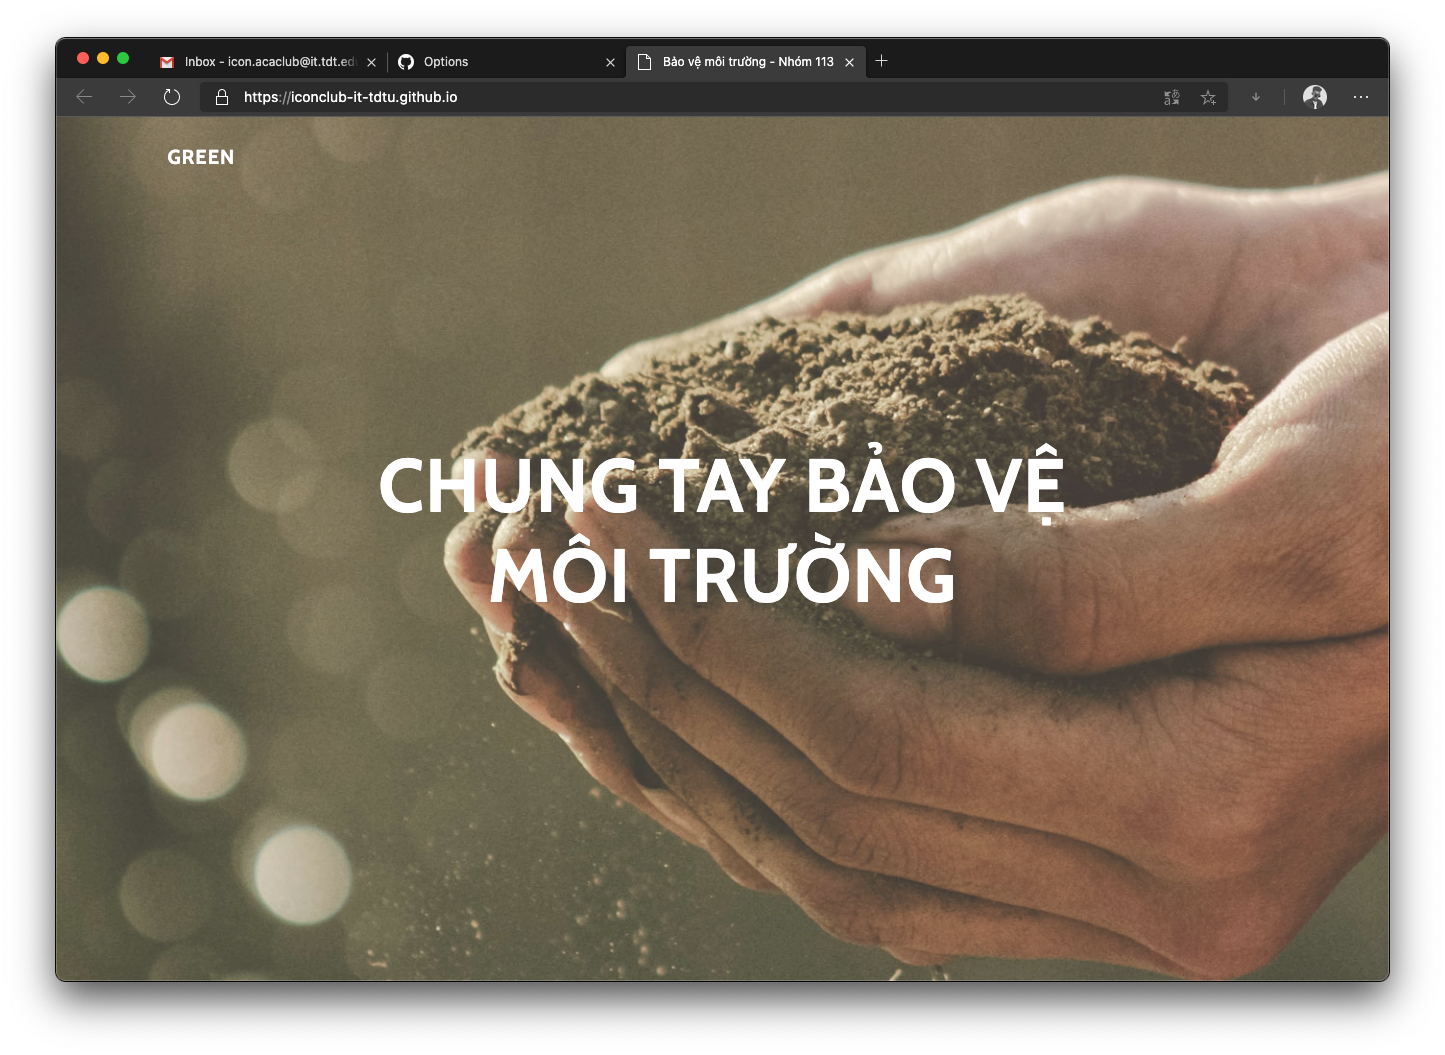 Inbox - icon.acaclub@it.tdt.ed
Options
Bảo vệ môi trường - Nhóm 113
https://iconclub-it-tdtu.github.io
GREEN
CHUNG TAY BẢO VỆ
MÔI TRƯỜNG